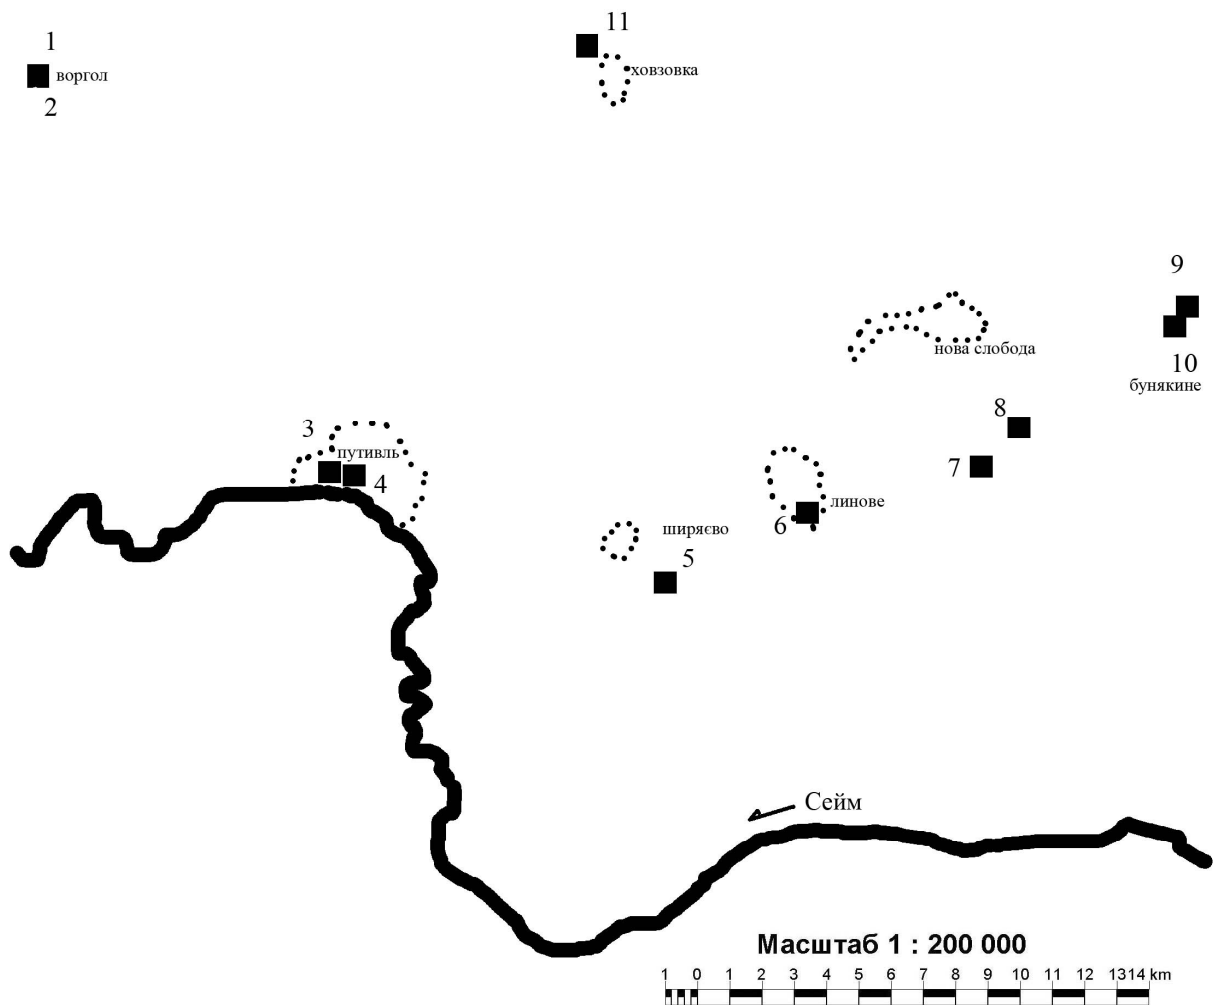 1
11
воргол
ховзовка
2
9
нова слобода
10
бунякине
8
3
путивль
7
4
линове
6
ширяєво
5
Сейм
Масштаб 1 : 200 000
1 0 1 2 3 4 5 6 7 8 9 10 11 12 13 14 km